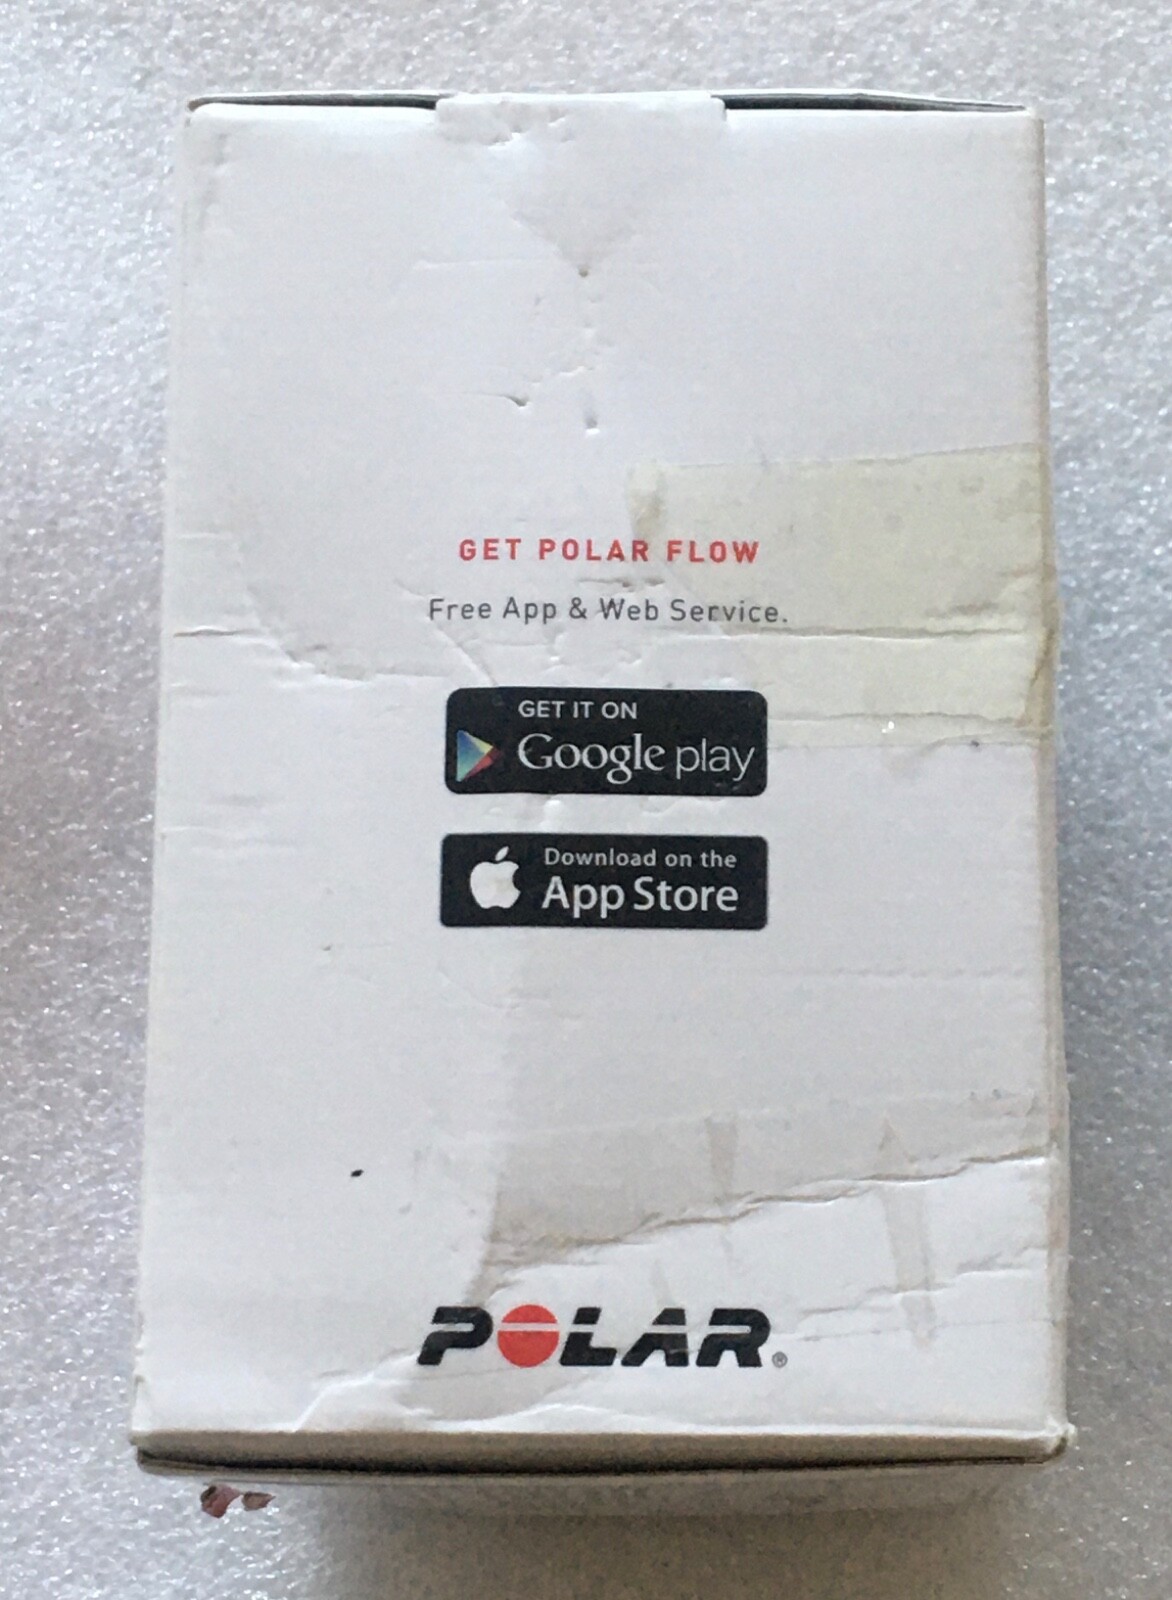 GET POLAR FLOW
Free App & Web Service.
GET IT ON
Google play
Download on the
App Store
POLAR®